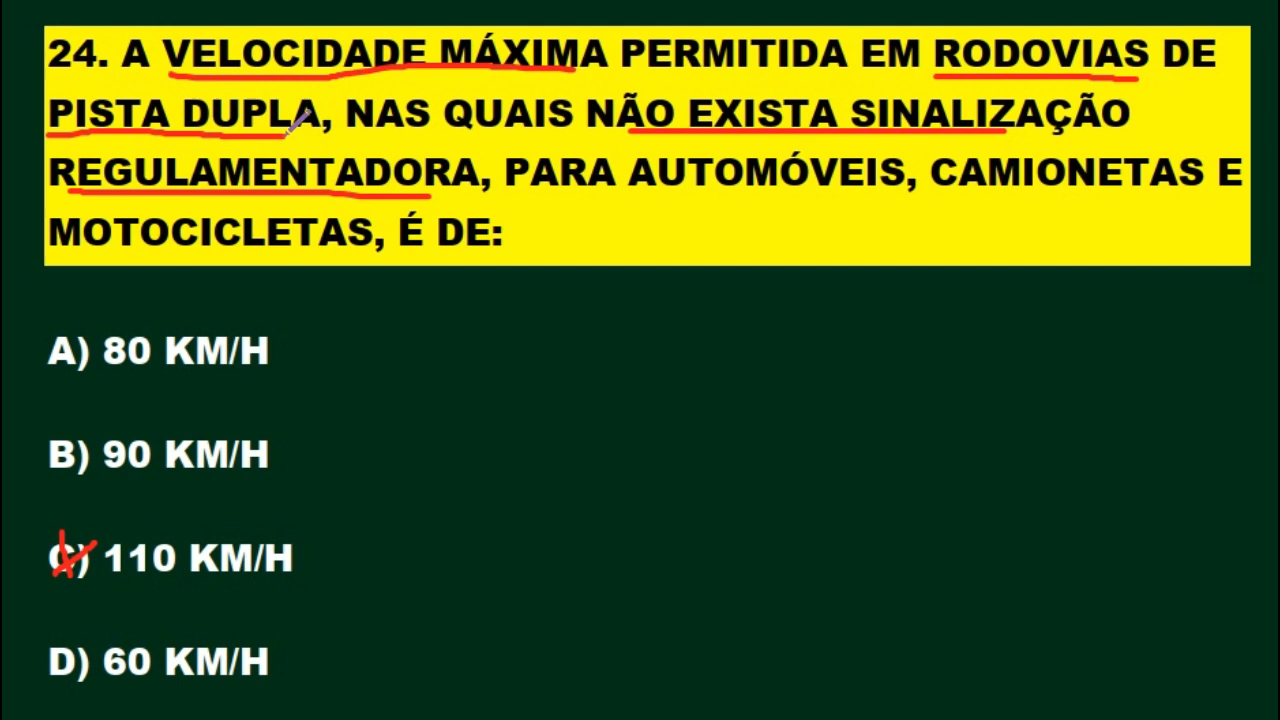 24. A VELOCIDADE MÁXIMA PERMITIDA EM RODOVIAS DE
PISTA DUPLA, NAS QUAIS NÃO EXISTA SINALIZAÇÃO
REGULAMENTADORA, PARA AUTOMÓVEIS, CAMIONETAS E
MOTOCICLETAS, É DE:
A) 80 KM/H
B) 90 KM/H
C) 110 KM/H
D) 60 KM/H